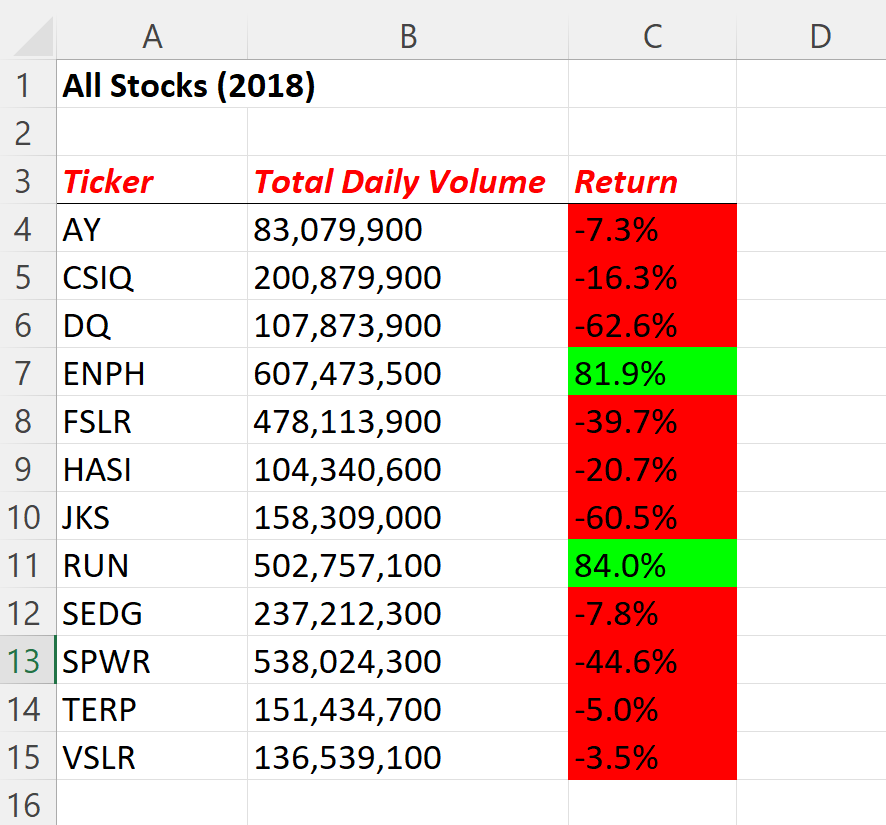 A B C D
1 All Stocks (2018)
2
3 Ticker Total Daily Volume Return
4 AY 83,079,900 -7.3%
5 CSIQ 200,879,900 -16.3%
6 DQ 107,873,900 -62.6%
7 ENPH 607,473,500 81.9%
8 FSLR 478,113,900 -39.7%
9 HASI 104,340,600 -20.7%
10 JKS 158,309,000 -60.5%
11 RUN 502,757,100 84.0%
12 SEDG 237,212,300 -7.8%
13 SPWR 538,024,300 -44.6%
14 TERP 151,434,700 -5.0%
15 VSLR 136,539,100 -3.5%
16